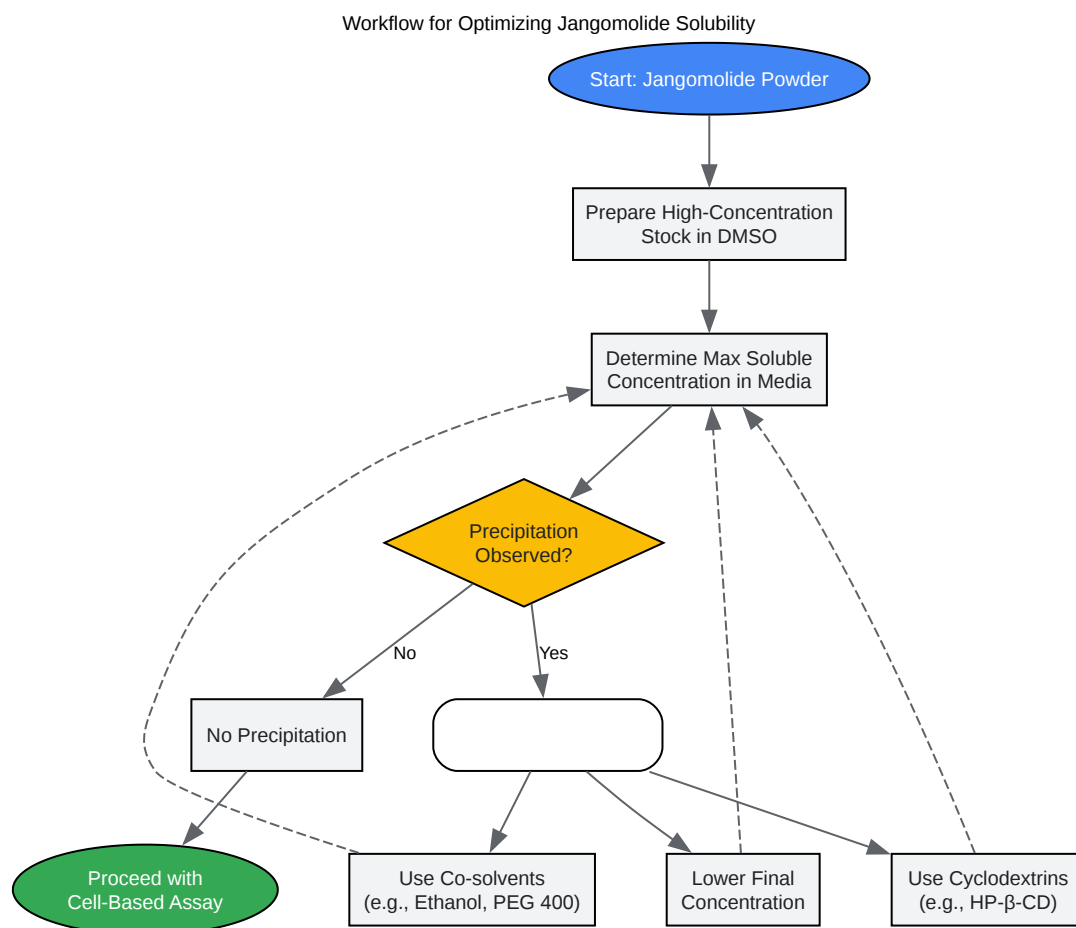 Workflow for Optimizing Jangomolide Solubility
Start: Jangomolide Powder
Prepare High-Concentration
Stock in DMSO
Determine Max Soluble
Concentration in Media
Precipitation
Observed?
No
Yes
No Precipitation
Proceed with
Cell-Based Assay
Use Co-solvents
(e.g., Ethanol, PEG 400)
Lower Final
Concentration
Use Cyclodextrins
(e.g., HP-β-CD)